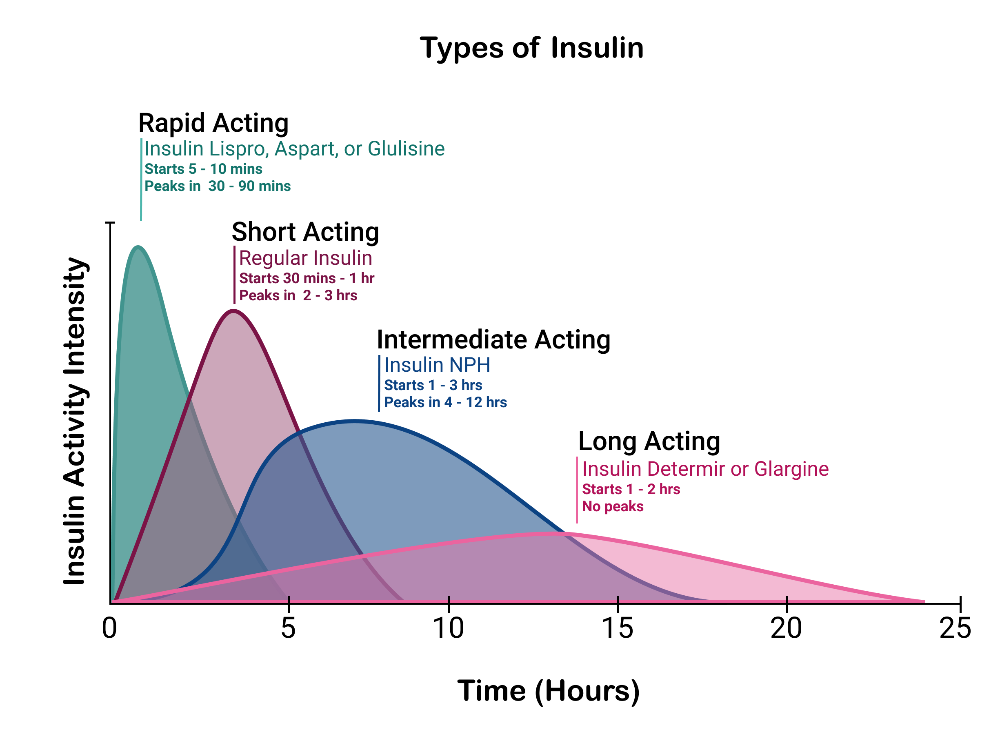 Types of Insulin
Rapid Acting
Insulin Lispro, Aspart, or Glulisine
Starts 5 - 10 mins
Peaks in 30 - 90 mins
Short Acting
Regular Insulin
Starts 30 mins - 1 hr
Peaks in 2 - 3 hrs
Intermediate Acting
Insulin NPH
Starts 1 - 3 hrs
Peaks in 4 - 12 hrs
Long Acting
Insulin Determir or Glargine
Starts 1 - 2 hrs
No peaks
Insulin Activity Intensity
0 5 10 15 20 25
Time (Hours)